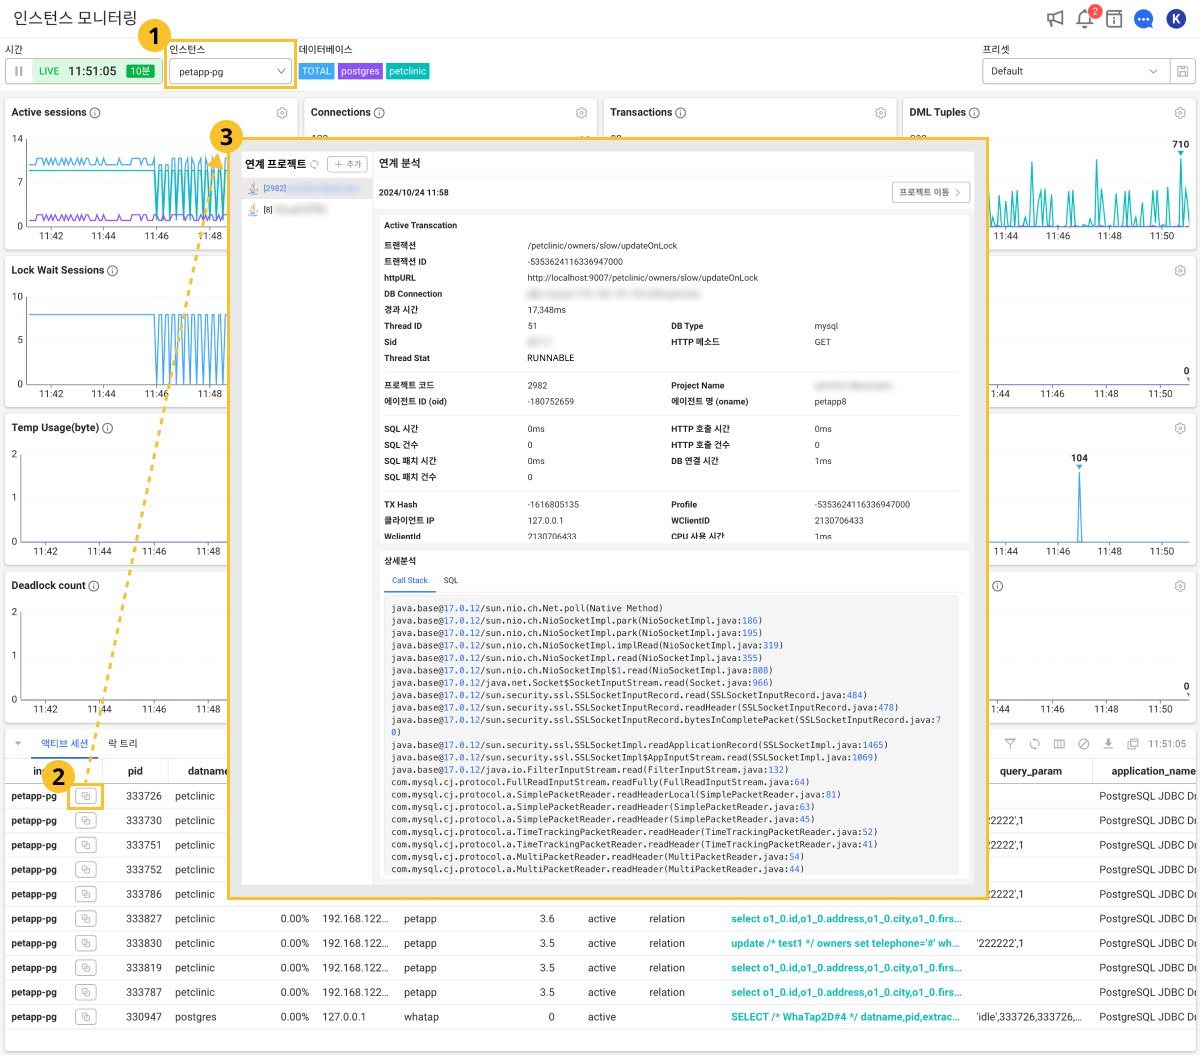 인스턴스 모니터링
2
K
1
시간
인스턴스
데이터베이스
프리셋
LIVE 11:51:05 10분
petapp-pg
TOTAL postgres petclinic
Default
Active sessions
Connections
Transactions
DML Tuples
14
7
0
11:42 11:44 11:46 11:48
710
11:44 11:46 11:48 11:50
Lock Wait Sessions
10
5
0
11:42 11:44 11:46 11:48
0
1:44 11:46 11:48 11:50
Temp Usage(byte)
2
1
0
11:42 11:44 11:46 11:48
104
11:44 11:46 11:48 11:50
Deadlock count
2
1
0
11:42 11:44 11:46 11:48
0
1:44 11:46 11:48 11:50
3
연계 프로젝트
+ 추가
[2982]
[8]
연계 분석
2024/10/24 11:58
프로젝트 이동
Active Transcation
트랜잭션 /petclinic/owners/slow/updateOnLock
트랜잭션 ID -5353624116336947000
httpURL http://localhost:9007/petclinic/owners/slow/updateOnLock
DB Connection
경과 시간 17,348ms
Thread ID 51 DB Type mysql
Sid HTTP 메소드 GET
Thread Stat RUNNABLE
프로젝트 코드 2982 Project Name
에이전트 ID (oid) -180752659 에이전트 명 (oname) petapp8
SQL 시간 0ms HTTP 호출 시간 0ms
SQL 건수 0 HTTP 호출 건수 0
SQL 패치 시간 0ms DB 연결 시간 1ms
SQL 패치 건수 0
TX Hash -1616805135 Profile -5353624116336947000
클라이언트 IP 127.0.0.1 WClientID 2130706433
Wclientld 2130706433 CPU 사용 시간 1ms
상세분석
Call Stack SQL
java.base@17.0.12/sun.nio.ch.Net.poll(Native Method)
java.base@17.0.12/sun.nio.ch.NioSocketImpl.park(NioSocketImpl.java:186)
java.base@17.0.12/sun.nio.ch.NioSocketImpl.park(NioSocketImpl.java:195)
java.base@17.0.12/sun.nio.ch.NioSocketImpl.implRead(NioSocketImpl.java:319)
java.base@17.0.12/sun.nio.ch.NioSocketImpl.read(NioSocketImpl.java:355)
java.base@17.0.12/sun.nio.ch.NioSocketImpl$1.read(NioSocketImpl.java:808)
java.base@17.0.12/java.net.Socket$SocketInputStream.read(Socket.java:966)
java.base@17.0.12/sun.security.ssl.SSLSocketInputRecord.read(SSLSocketInputRecord.java:484)
java.base@17.0.12/sun.security.ssl.SSLSocketInputRecord.readHeader(SSLSocketInputRecord.java:478)
java.base@17.0.12/sun.security.ssl.SSLSocketInputRecord.bytesInCompletePacket(SSLSocketInputRecord.java:7
0)
java.base@17.0.12/sun.security.ssl.SSLSocketImpl.readApplicationRecord(SSLSocketImpl.java:1465)
java.base@17.0.12/sun.security.ssl.SSLSocketImpl$AppInputStream.read(SSLSocketImpl.java:1069)
java.base@17.0.12/java.io.FilterInputStream.read(FilterInputStream.java:132)
com.mysql.cj.protocol.FullReadInputStream.readFully(FullReadInputStream.java:64)
com.mysql.cj.protocol.a.SimplePacketReader.readHeaderLocal(SimplePacketReader.java:81)
com.mysql.cj.protocol.a.SimplePacketReader.readHeader(SimplePacketReader.java:63)
com.mysql.cj.protocol.a.SimplePacketReader.readHeader(SimplePacketReader.java:45)
com.mysql.cj.protocol.a.TimeTrackingPacketReader.readHeader(TimeTrackingPacketReader.java:52)
com.mysql.cj.protocol.a.TimeTrackingPacketReader.readHeader(TimeTrackingPacketReader.java:41)
com.mysql.cj.protocol.a.MultiPacketReader.readHeader(MultiPacketReader.java:54)
com.mysql.cj.protocol.a.MultiPacketReader.readHeader(MultiPacketReader.java:44)
액티브 세션 락 트리
11:51:05
2
pid datname query_param application_name
petapp-pg 333726 petclinic PostgreSQL JDBC Dr
petapp-pg 333730 petclinic '22222',1 PostgreSQL JDBC Dr
petapp-pg 333751 petclinic PostgreSQL JDBC Dr
petapp-pg 333752 petclinic PostgreSQL JDBC Dr
petapp-pg 333786 petclinic '22222',1 PostgreSQL JDBC Dr
petapp-pg 333827 petclinic 0.00% 192.168.122... petapp 3.6 active relation select o1_0.id,o1_0.address,o1_0.city,o1_0.firs... PostgreSQL JDBC Dr
petapp-pg 333830 petclinic 0.00% 192.168.122... petapp 3.5 active relation update /* test1 */ owners set telephone='#' wh... '222222',1 PostgreSQL JDBC Dr
petapp-pg 333819 petclinic 0.00% 192.168.122... petapp 3.5 active relation select o1_0.id,o1_0.address,o1_0.city,o1_0.firs... PostgreSQL JDBC Dr
petapp-pg 333787 petclinic 0.00% 192.168.122... petapp 3.5 active relation select o1_0.id,o1_0.address,o1_0.city,o1_0.firs... PostgreSQL JDBC Dr
petapp-pg 330947 postgres 0.00% 127.0.0.1 whatap 0 active SELECT /* WhaTap2D#4 */ datname,pid,extrac... 'idle',333726,333726,... PostgreSQL JDBC Dr